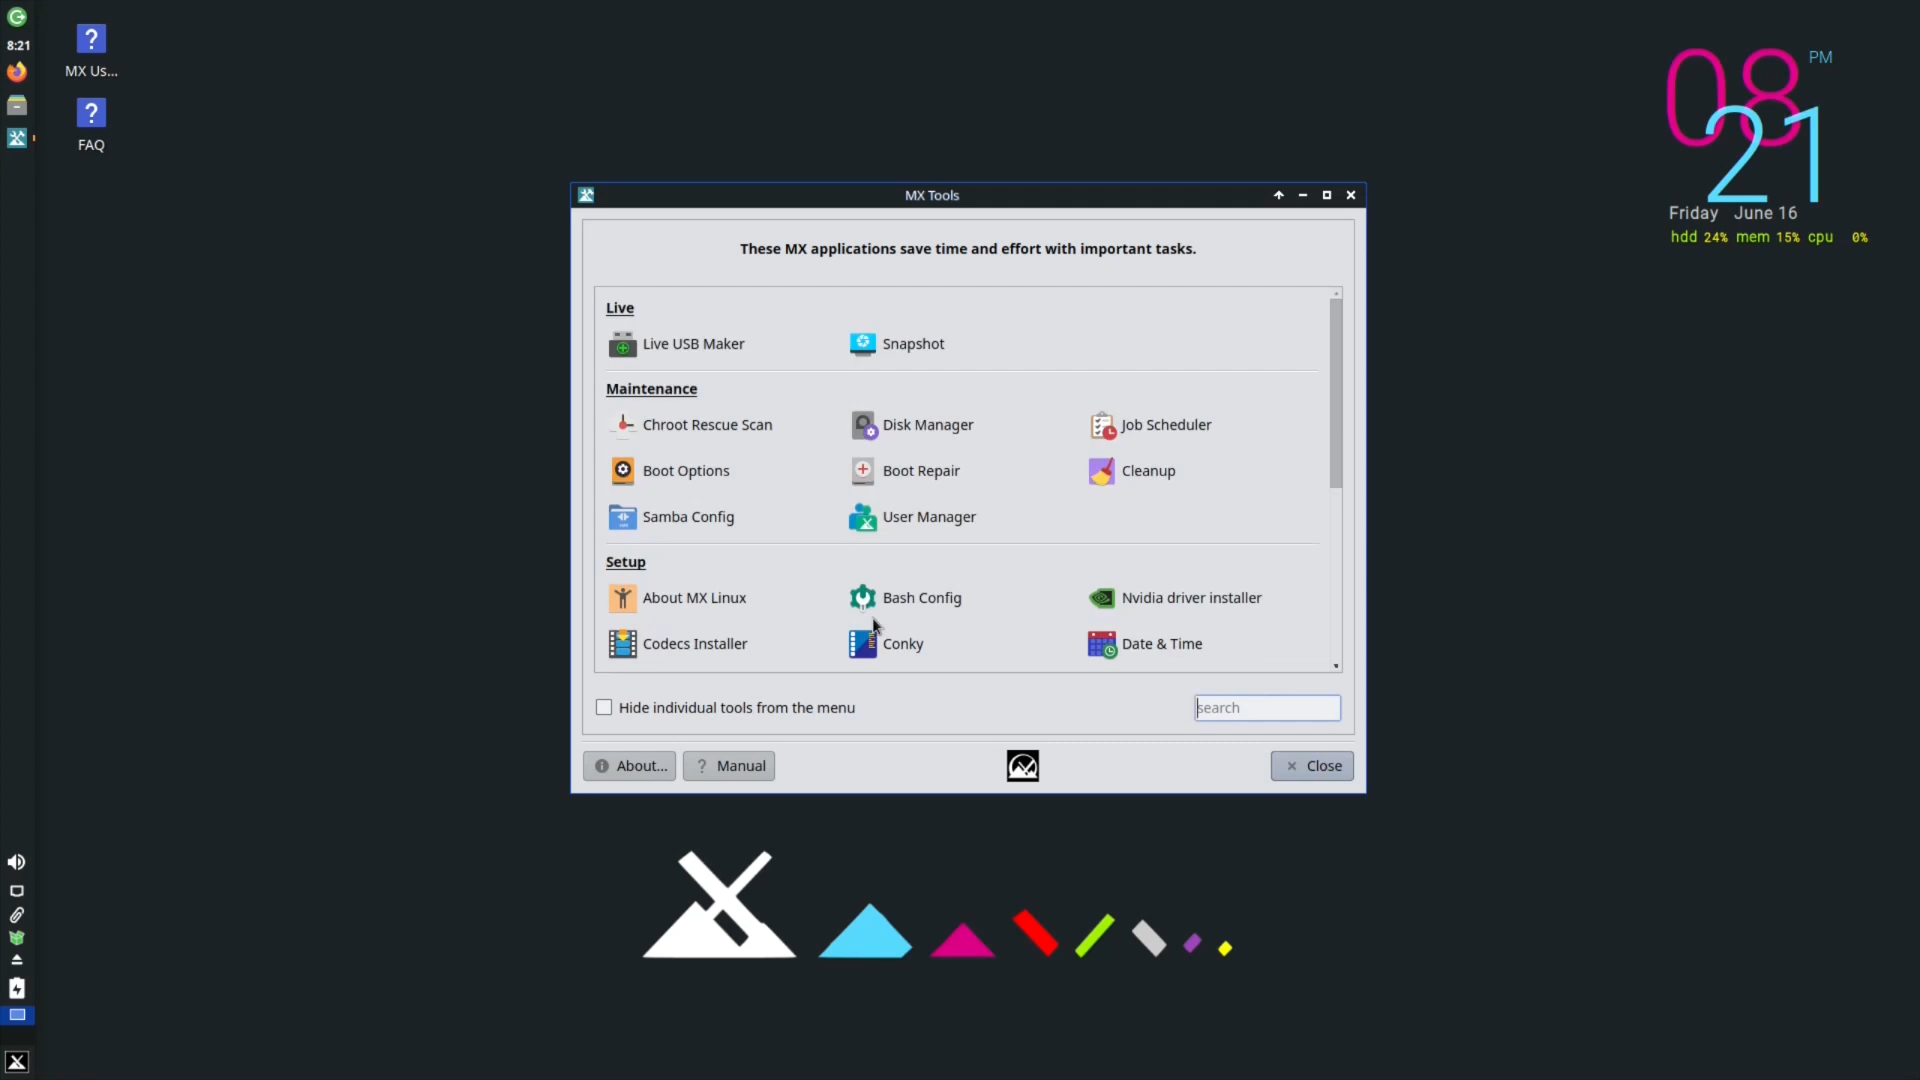 8:21
MX Us...
FAQ
08 PM
21
Friday June 16
hdd 24% mem 15% cpu 0%
MX Tools
These MX applications save time and effort with important tasks.
Live
Live USB Maker Snapshot
Maintenance
Chroot Rescue Scan Disk Manager Job Scheduler
Boot Options Boot Repair Cleanup
Samba Config User Manager
Setup
About MX Linux Bash Config Nvidia driver installer
Codecs Installer Conky Date & Time
Hide individual tools from the menu search
About... ? Manual Close